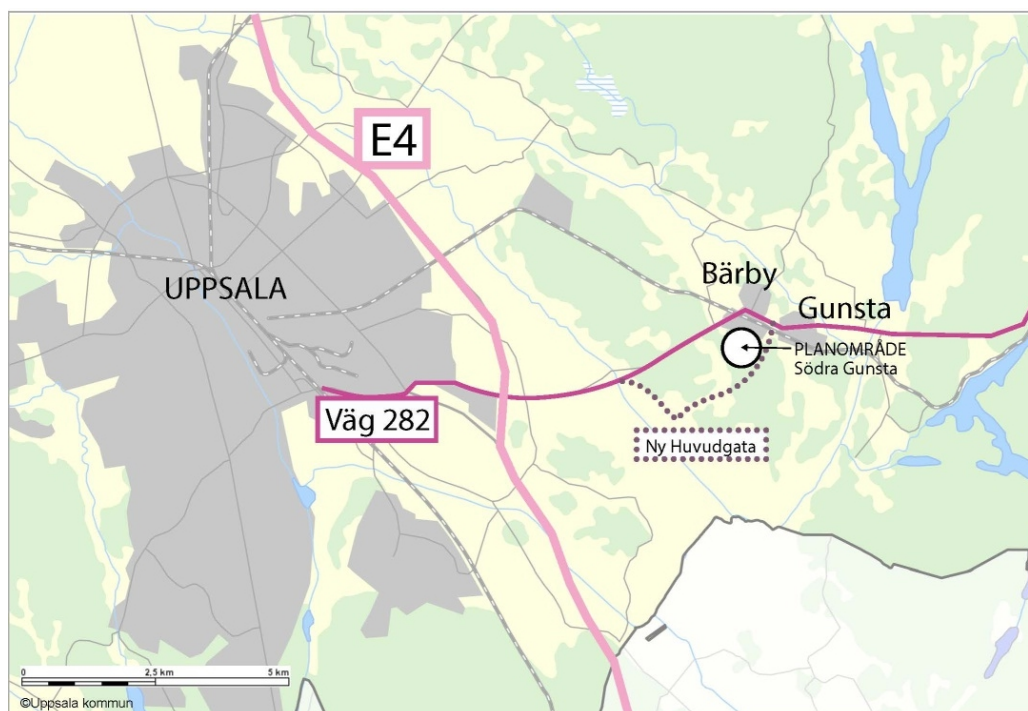 E4
Bärby
UPPSALA
Gunsta
PLANOMRÅDE
Södra Gunsta
Väg 282
Ny Huvudgata
0 2,5 km 5 km
©Uppsala kommun